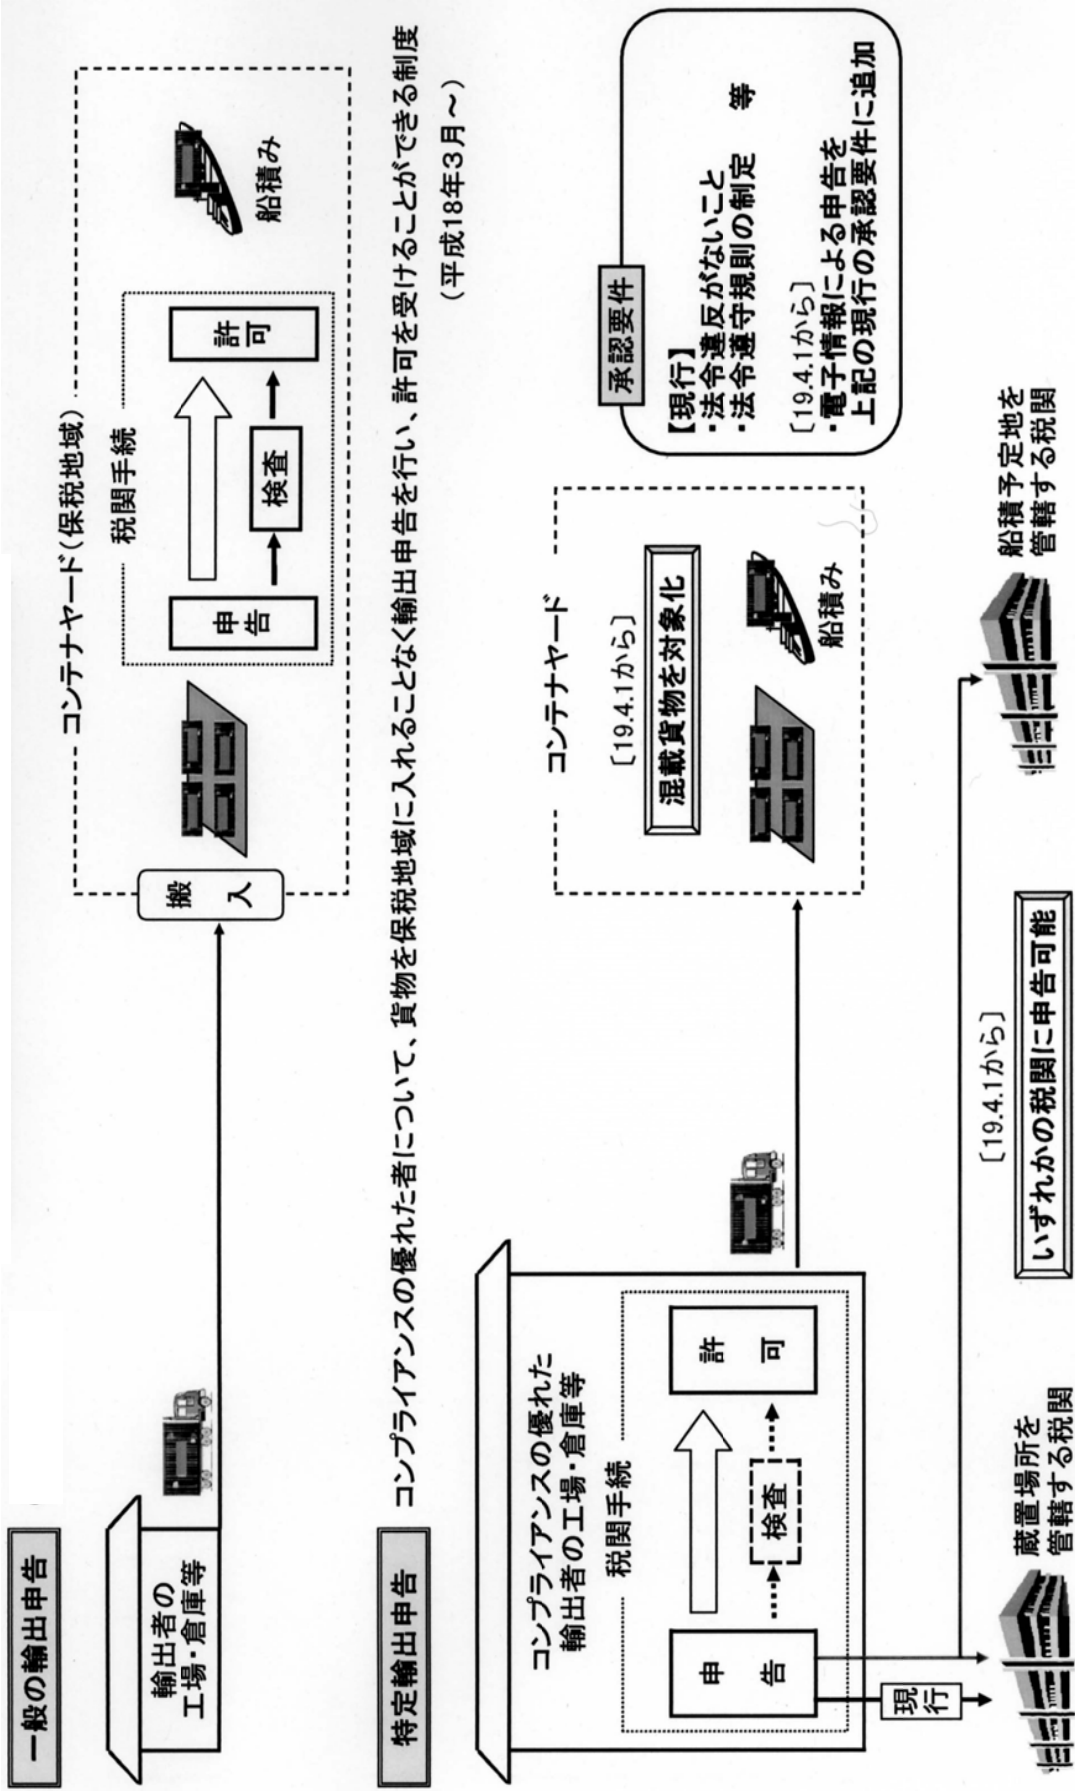 一般の輸出申告
輸出者の
工場・倉庫等
搬入
コンテナヤード(保税地域)
税関手続
申告
検査
許可
船積み
特定輸出申告
コンプライアンスの優れた者について、貨物を保税地域に入れることなく輸出申告を行い、許可を受けることができる制度
(平成18年3月~)
コンプライアンスの優れた
輸出者の工場・倉庫等
税関手続
申告
検査
許可
現行
コンテナヤード
[19.4.1から]
混載貨物を対象化
船積み
承認要件
【現行】
・法令違反がないこと
・法令遵守規則の制定 等
[19.4.1から]
・電子情報による申告を
上記の現行の承認要件に追加
蔵置場所を
管轄する税関
[19.4.1から]
いずれかの税関に申告可能
船積予定地を
管轄する税関